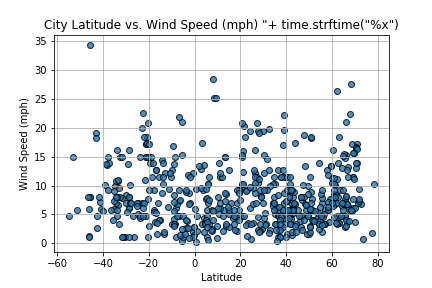 City Latitude vs. Wind Speed (mph) "+ time.strftime("%x")
35
30
25
20
15
10
5
0
Wind Speed (mph)
−60 −40 −20 0 20 40 60 80
Latitude